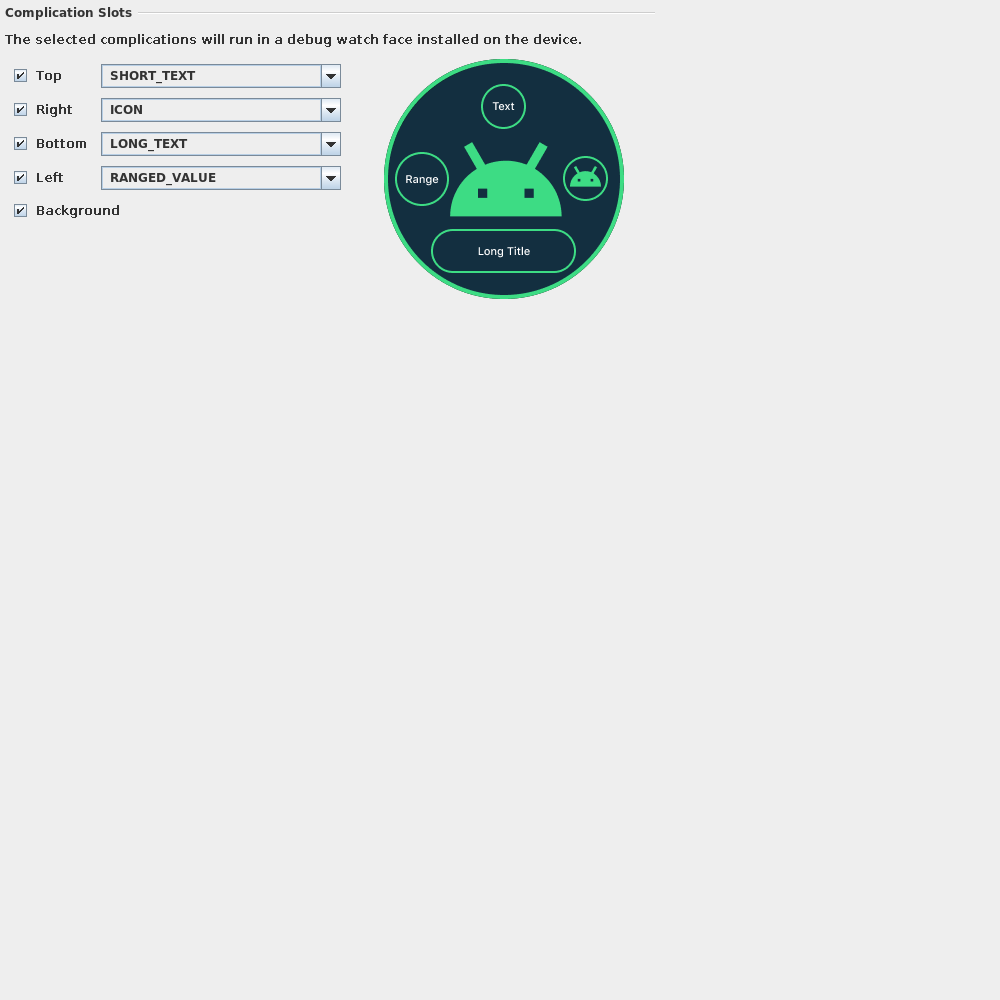 Complication Slots
The selected complications will run in a debug watch face installed on the device.
Top SHORT_TEXT
Right ICON
Bottom LONG_TEXT
Left RANGED_VALUE
Background
Text
Range
Long Title